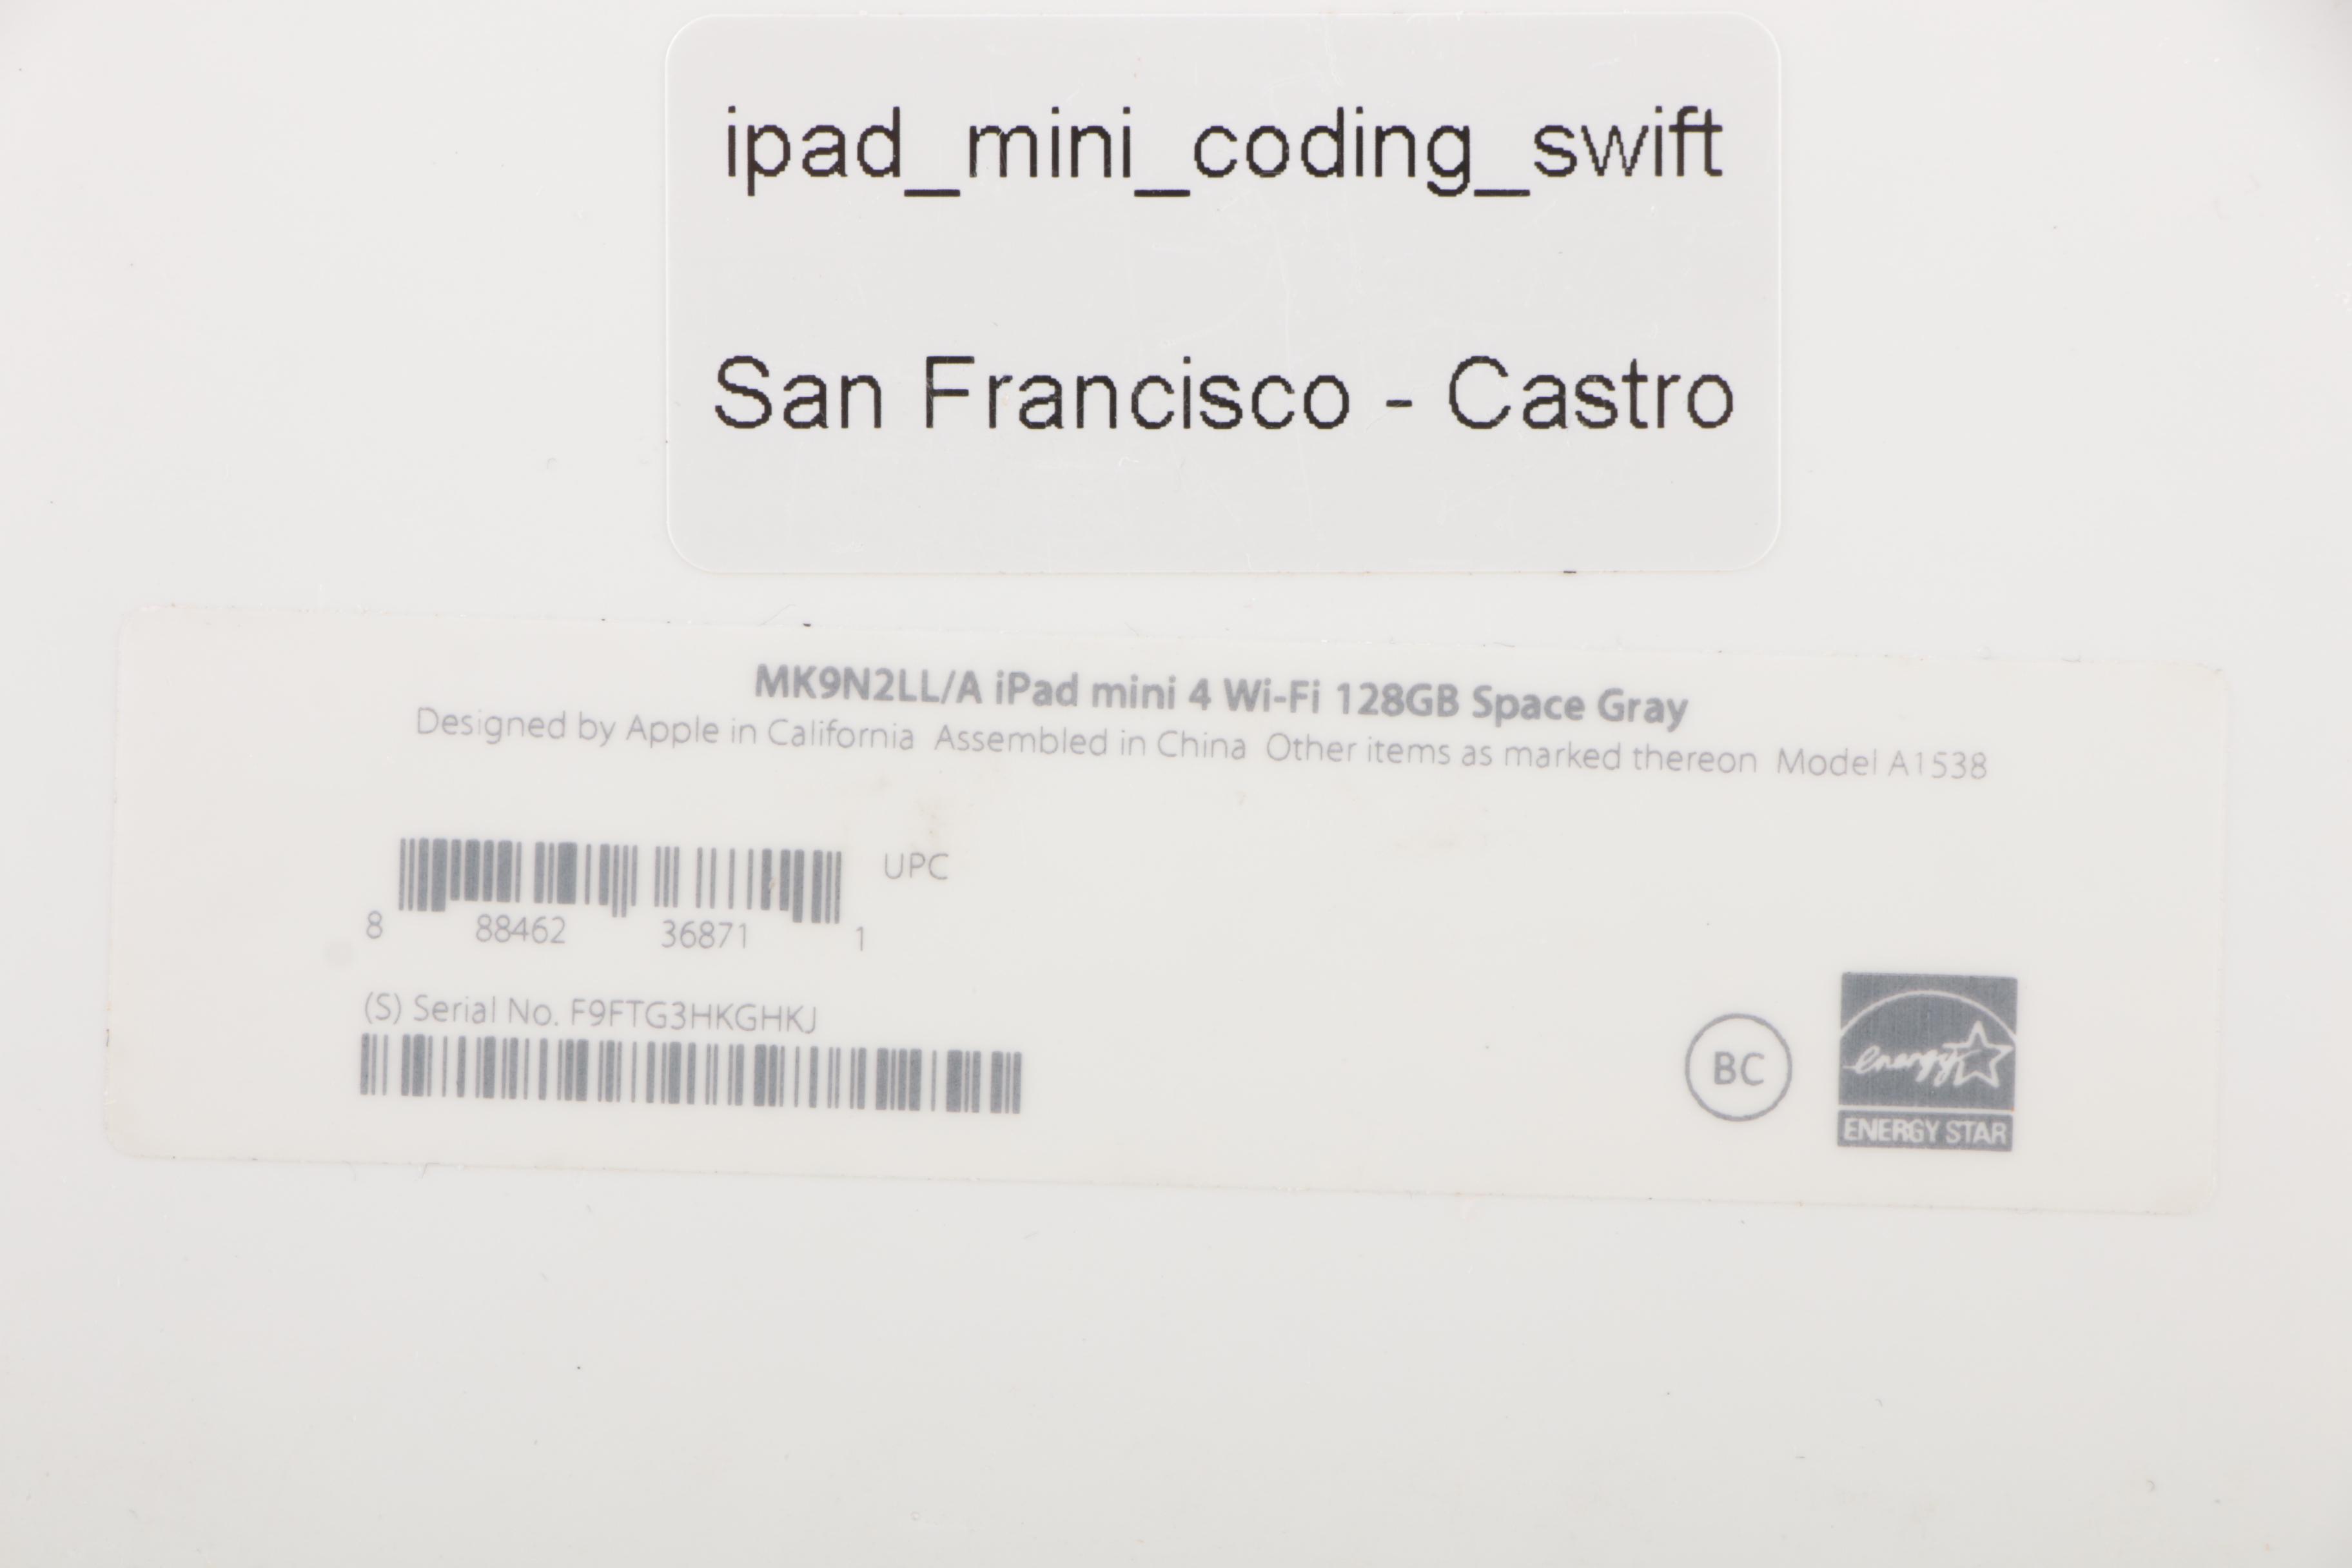 ipad_mini_coding_swift
San Francisco - Castro
MK9N2LL/A iPad mini 4 Wi-Fi 128GB Space Gray
Designed by Apple in California Assembled in China Other items as marked thereon Model A1538
UPC
8 88462 36871 1
(S) Serial No. F9FTG3HKGHKJ
BC
energy
ENERGY STAR